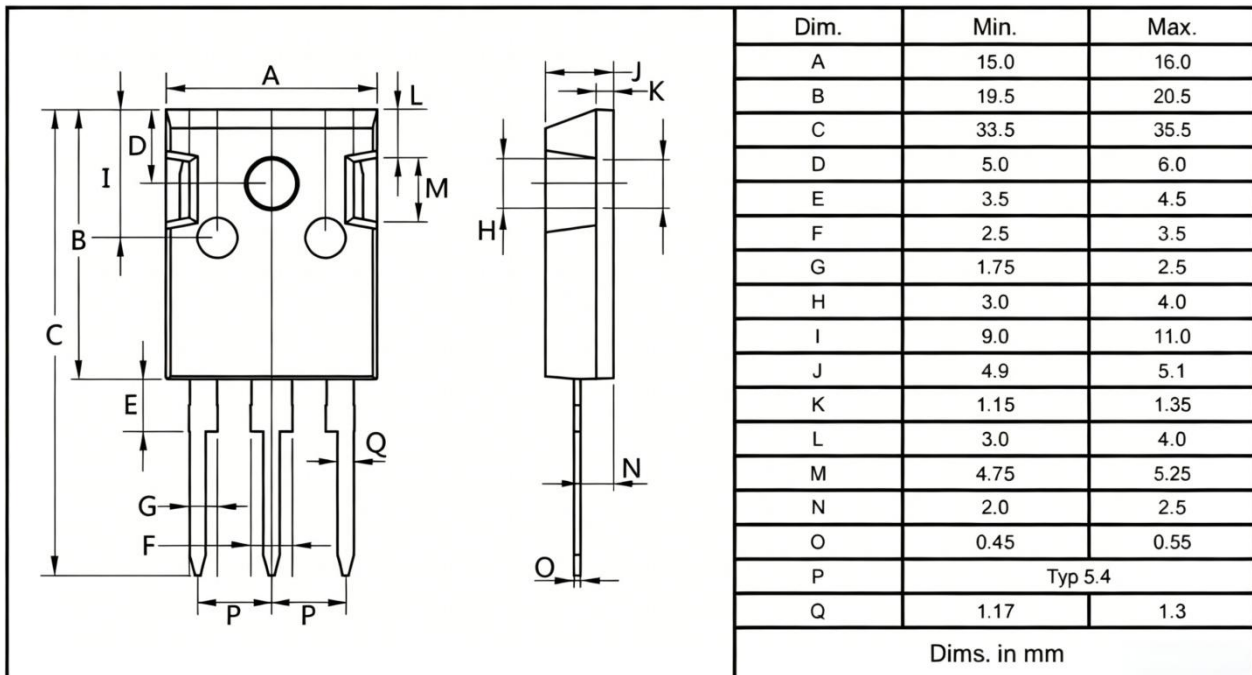 A
L
D
I
M
B
C
E
Q
G
F
P P
J
K
H
N
O
Dim. Min. Max.
A 15.0 16.0
B 19.5 20.5
C 33.5 35.5
D 5.0 6.0
E 3.5 4.5
F 2.5 3.5
G 1.75 2.5
H 3.0 4.0
I 9.0 11.0
J 4.9 5.1
K 1.15 1.35
L 3.0 4.0
M 4.75 5.25
N 2.0 2.5
O 0.45 0.55
P Typ 5.4
Q 1.17 1.3
Dims. in mm